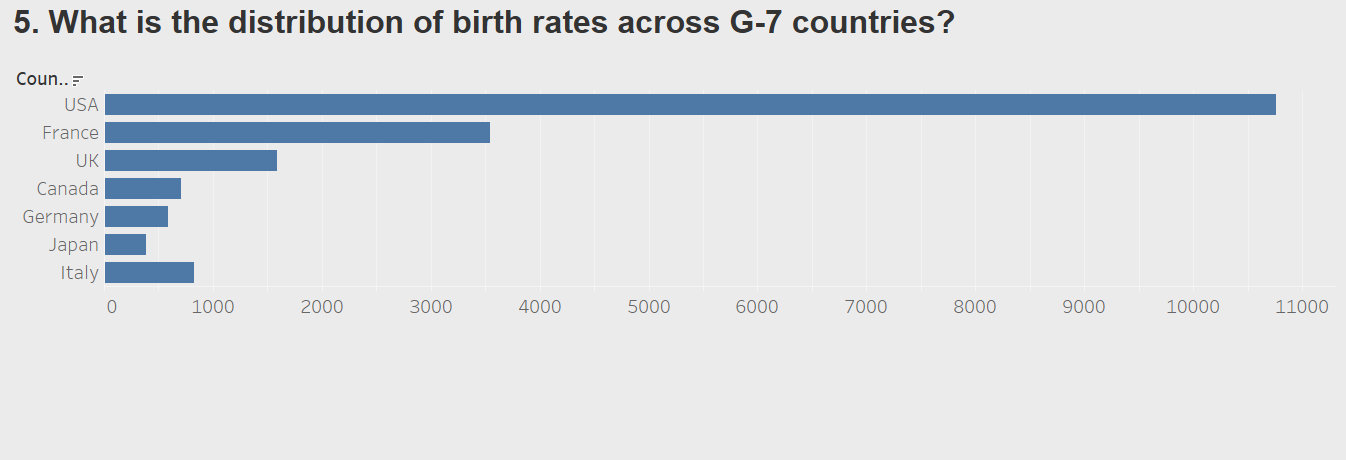 5. What is the distribution of birth rates across G-7 countries?
Coun..
USA
France
UK
Canada
Germany
Japan
Italy
0 1000 2000 3000 4000 5000 6000 7000 8000 9000 10000 11000